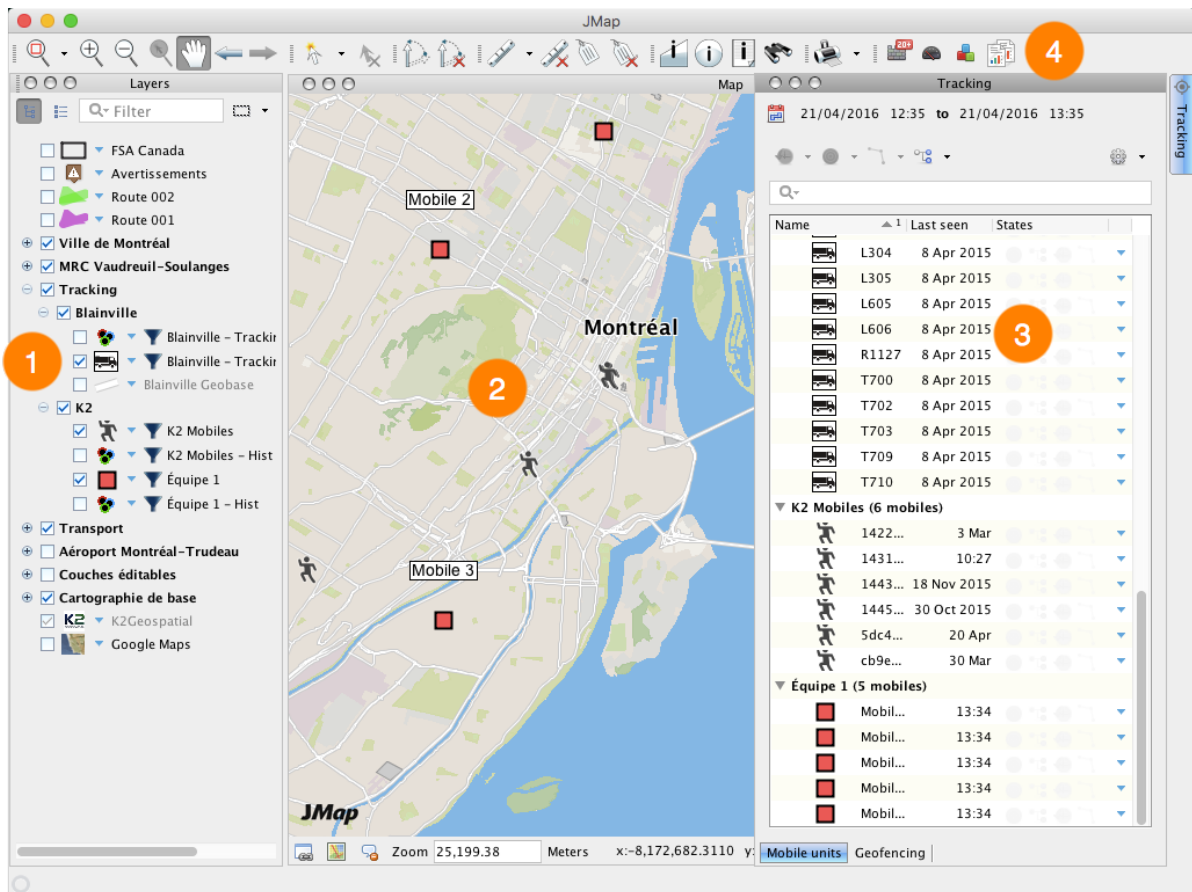 JMap
20+
4
Layers
Filter
FSA Canada
Avertissements
Route 002
Route 001
Ville de Montréal
MRC Vaudreuil-Soulanges
Tracking
Blainville
Blainville - Trackin
1
Blainville - Trackin
Blainville Geobase
K2
K2 Mobiles
K2 Mobiles - Hist
Équipe 1
Équipe 1 - Hist
Transport
Aéroport Montréal-Trudeau
Couches éditables
Cartographie de base
K2 K2Geospatial
Google Maps
Map
Mobile 2
Montréal
2
Mobile 3
JMap
Zoom 25,199.38 Meters x:-8,172,682.3110 y:
Tracking
Tracking
21/04/2016 12:35 to 21/04/2016 13:35
Name 1 Last seen States
L304 8 Apr 2015
L305 8 Apr 2015
L605 8 Apr 2015
L606 8 Apr 2015
3
R1127 8 Apr 2015
T700 8 Apr 2015
T702 8 Apr 2015
T703 8 Apr 2015
T709 8 Apr 2015
T710 8 Apr 2015
K2 Mobiles (6 mobiles)
1422... 3 Mar
1431... 10:27
1443... 18 Nov 2015
1445... 30 Oct 2015
5dc4... 20 Apr
cb9e... 30 Mar
Équipe 1 (5 mobiles)
Mobil... 13:34
Mobil... 13:34
Mobil... 13:34
Mobil... 13:34
Mobil... 13:34
Mobile units Geofencing